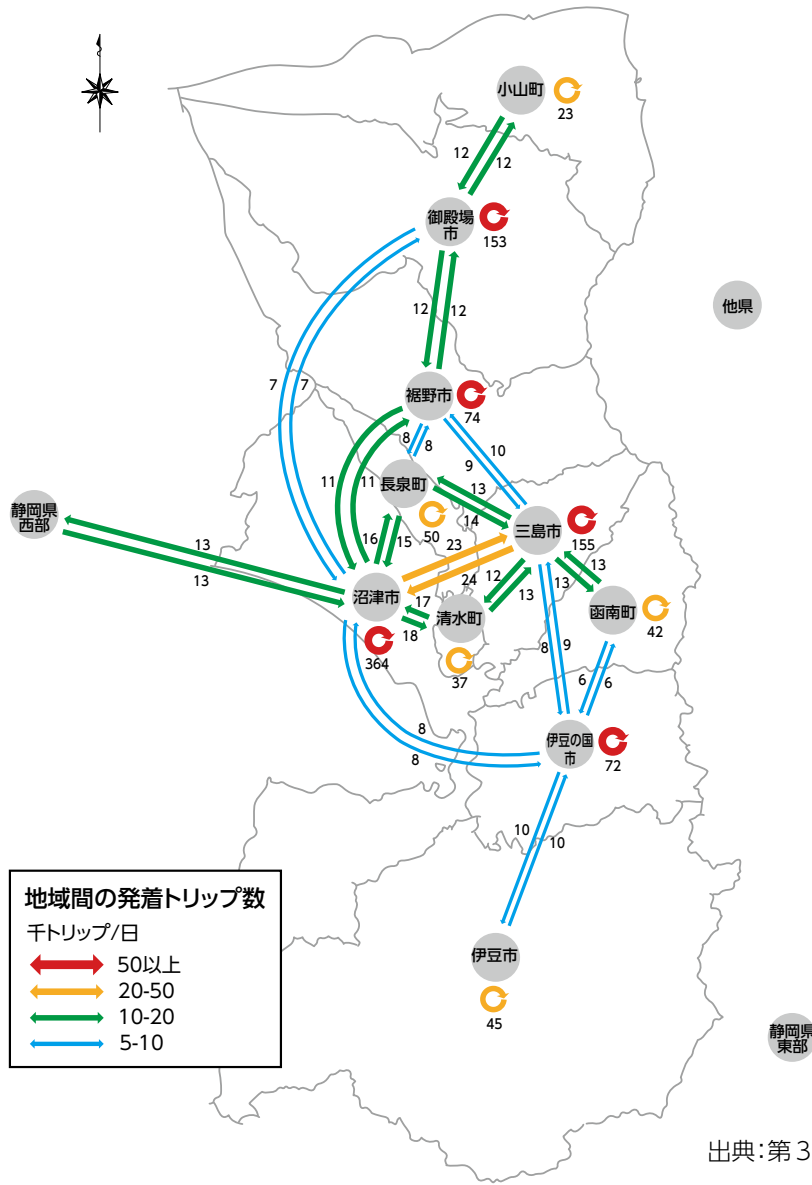 小山町
23
12
12
御殿場
市
153
他県
12
12
7
7
裾野市
74
8
8
10
9
11
11
長泉町
50
13
14
静岡県
西部
13
13
16
15
三島市
155
23
24
12
13
13
13
沼津市
364
17
18
清水町
37
函南町
42
8
9
6
6
8
8
伊豆の国
市
72
10
10
地域間の発着トリップ数
千トリップ/日
50以上
20-50
10-20
5-10
伊豆市
45
静岡県
東部
出典:第3